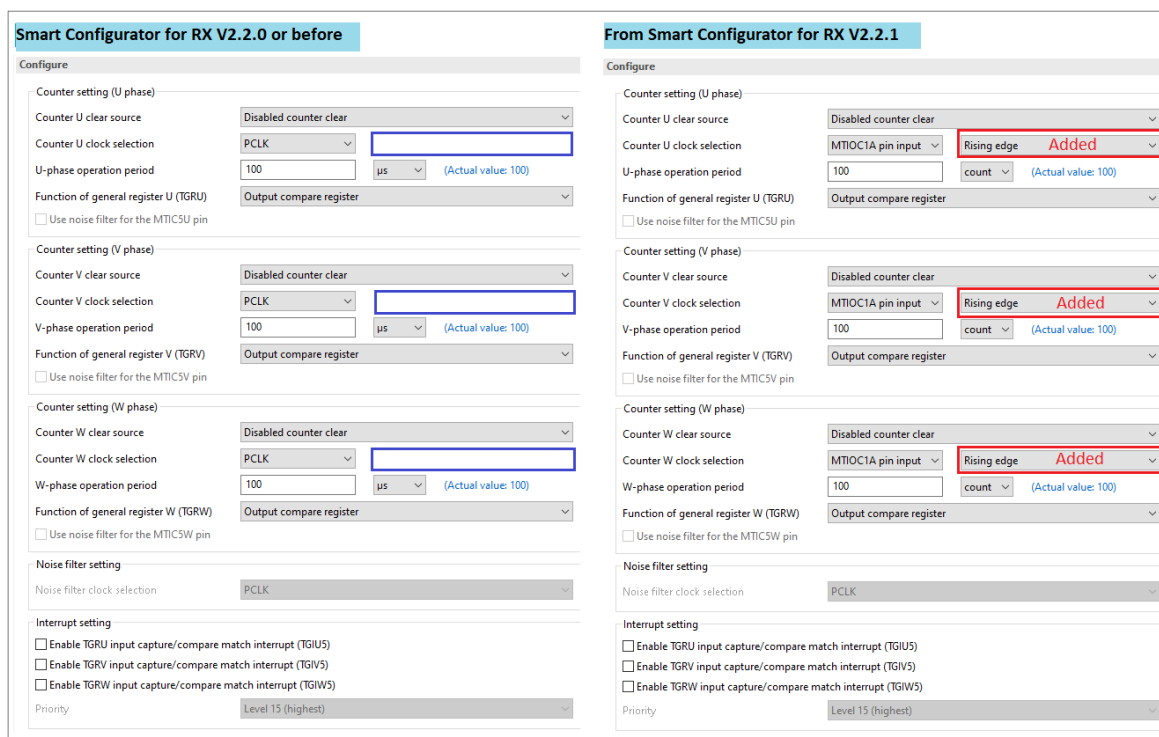 Smart Configurator for RX V2.2.0 or before
Configure
Counter setting (U phase)
Counter U clear source Disabled counter clear
Counter U clock selection PCLK
U-phase operation period 100 µs (Actual value: 100)
Function of general register U (TGRU) Output compare register
Use noise filter for the MTIC5U pin
Counter setting (V phase)
Counter V clear source Disabled counter clear
Counter V clock selection PCLK
V-phase operation period 100 µs (Actual value: 100)
Function of general register V (TGRV) Output compare register
Use noise filter for the MTIC5V pin
Counter setting (W phase)
Counter W clear source Disabled counter clear
Counter W clock selection PCLK
W-phase operation period 100 µs (Actual value: 100)
Function of general register W (TGRW) Output compare register
Use noise filter for the MTIC5W pin
Noise filter setting
Noise filter clock selection PCLK
Interrupt setting
Enable TGRU input capture/compare match interrupt (TGIU5)
Enable TGRV input capture/compare match interrupt (TGIV5)
Enable TGRW input capture/compare match interrupt (TGIW5)
Priority Level 15 (highest)
From Smart Configurator for RX V2.2.1
Configure
Counter setting (U phase)
Counter U clear source Disabled counter clear
Counter U clock selection MTIOC1A pin input Rising edge Added
U-phase operation period 100 count (Actual value: 100)
Function of general register U (TGRU) Output compare register
Use noise filter for the MTIC5U pin
Counter setting (V phase)
Counter V clear source Disabled counter clear
Counter V clock selection MTIOC1A pin input Rising edge Added
V-phase operation period 100 count (Actual value: 100)
Function of general register V (TGRV) Output compare register
Use noise filter for the MTIC5V pin
Counter setting (W phase)
Counter W clear source Disabled counter clear
Counter W clock selection MTIOC1A pin input Rising edge Added
W-phase operation period 100 count (Actual value: 100)
Function of general register W (TGRW) Output compare register
Use noise filter for the MTIC5W pin
Noise filter setting
Noise filter clock selection PCLK
Interrupt setting
Enable TGRU input capture/compare match interrupt (TGIU5)
Enable TGRV input capture/compare match interrupt (TGIV5)
Enable TGRW input capture/compare match interrupt (TGIW5)
Priority Level 15 (highest)